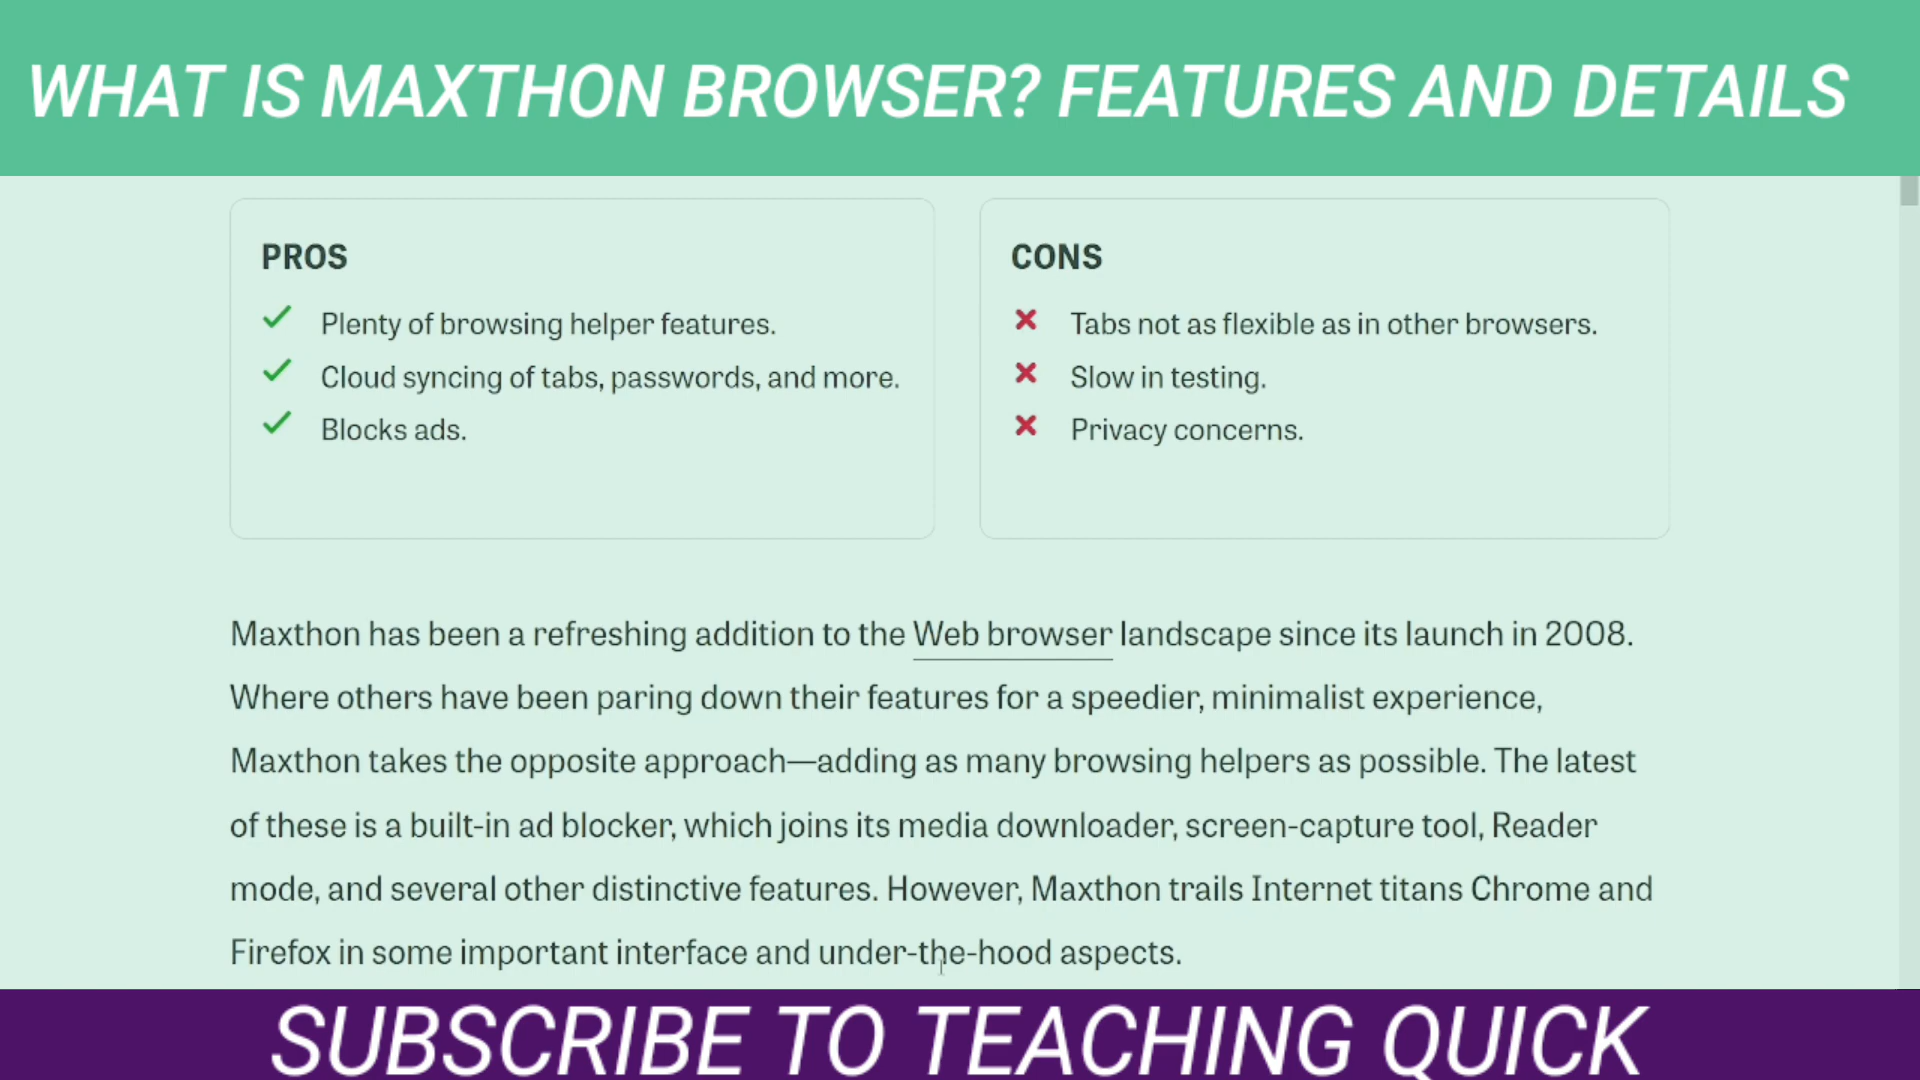 WHAT IS MAXTHON BROWSER? FEATURES AND DETAILS
PROS
Plenty of browsing helper features.
Cloud syncing of tabs, passwords, and more.
Blocks ads.
CONS
Tabs not as flexible as in other browsers.
Slow in testing.
Privacy concerns.
Maxthon has been a refreshing addition to the Web browser landscape since its launch in 2008.
Where others have been paring down their features for a speedier, minimalist experience,
Maxthon takes the opposite approach—adding as many browsing helpers as possible. The latest
of these is a built-in ad blocker, which joins its media downloader, screen-capture tool, Reader
mode, and several other distinctive features. However, Maxthon trails Internet titans Chrome and
Firefox in some important interface and under-the-hood aspects.
SUBSCRIBE TO TEACHING QUICK